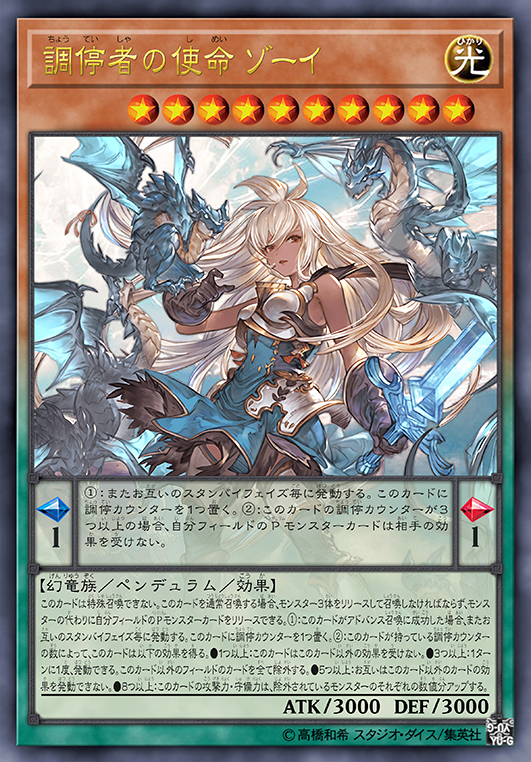 調停者の使命 ゾーイ
ちょう てい しゃ し めい
ひかり
光
①：またお互いのスタンバイフェイズ毎に発動する。このカードに
調停カウンターを1つ置く。②：このカードの調停カウンターが3
つ以上の場合、自分フィールドのPモンスターカードは相手の効
果を受けない。
1
1
【幻竜族／ペンデュラム／効果】
このカードは特殊召喚できない。このカードを通常召喚する場合、モンスター3体をリリースして召喚しなければならず、モンス
ターの代わりに自分フィールドのPモンスターカードをリリースできる。①：このカードがアドバンス召喚に成功した場合、またお
互いのスタンバイフェイズ毎に発動する。このカードに調停カウンターを1つ置く。②：このカードが持っている調停カウンター
の数によって、このカードは以下の効果を得る。●1つ以上：このカードはこのカード以外の効果を受けない。●3つ以上：1ター
ンに1度、発動できる。このカード以外のフィールドのカードを全て除外する。●5つ以上：お互いはこのカード以外のカードの効
果を発動できない。●8つ以上：このカードの攻撃力・守備力は、除外されているモンスターのそれぞれの数値分アップする。
ATK/3000 DEF/3000
©高橋和希 スタジオ・ダイス/集英社